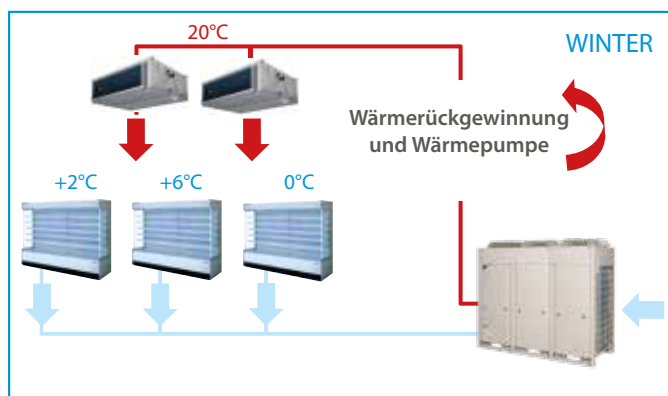 20°C
WINTER
Wärmerückgewinnung
und Wärmepumpe
+2°C
+6°C
0°C